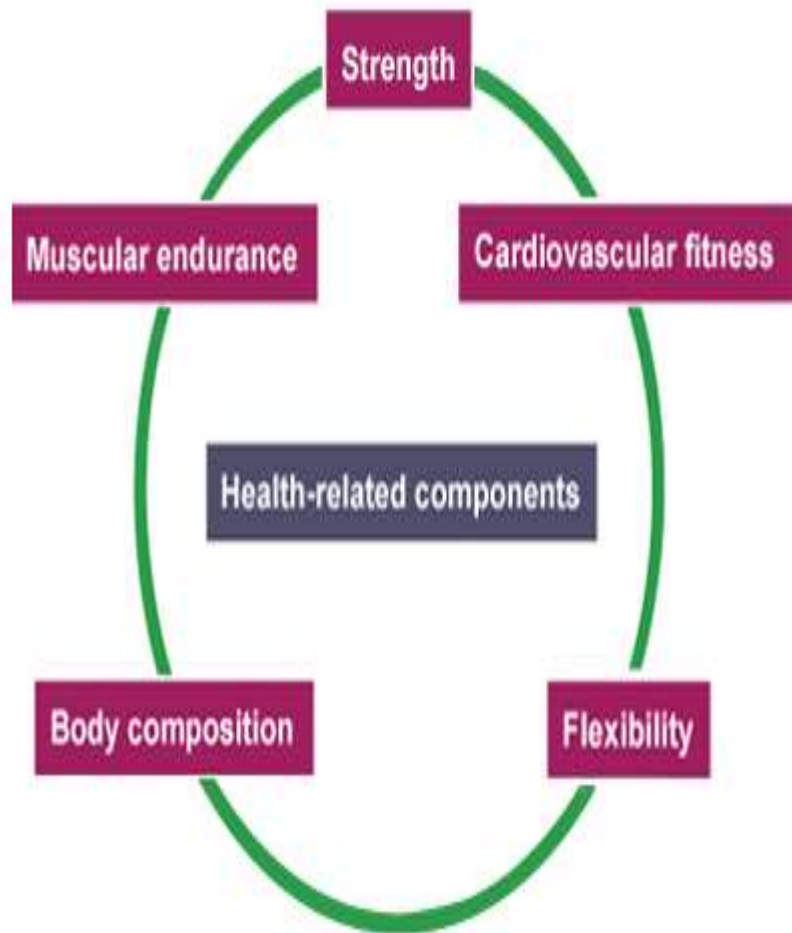 Strength
Muscular endurance
Cardiovascular fitness
Health-related components
Body composition
Flexibility